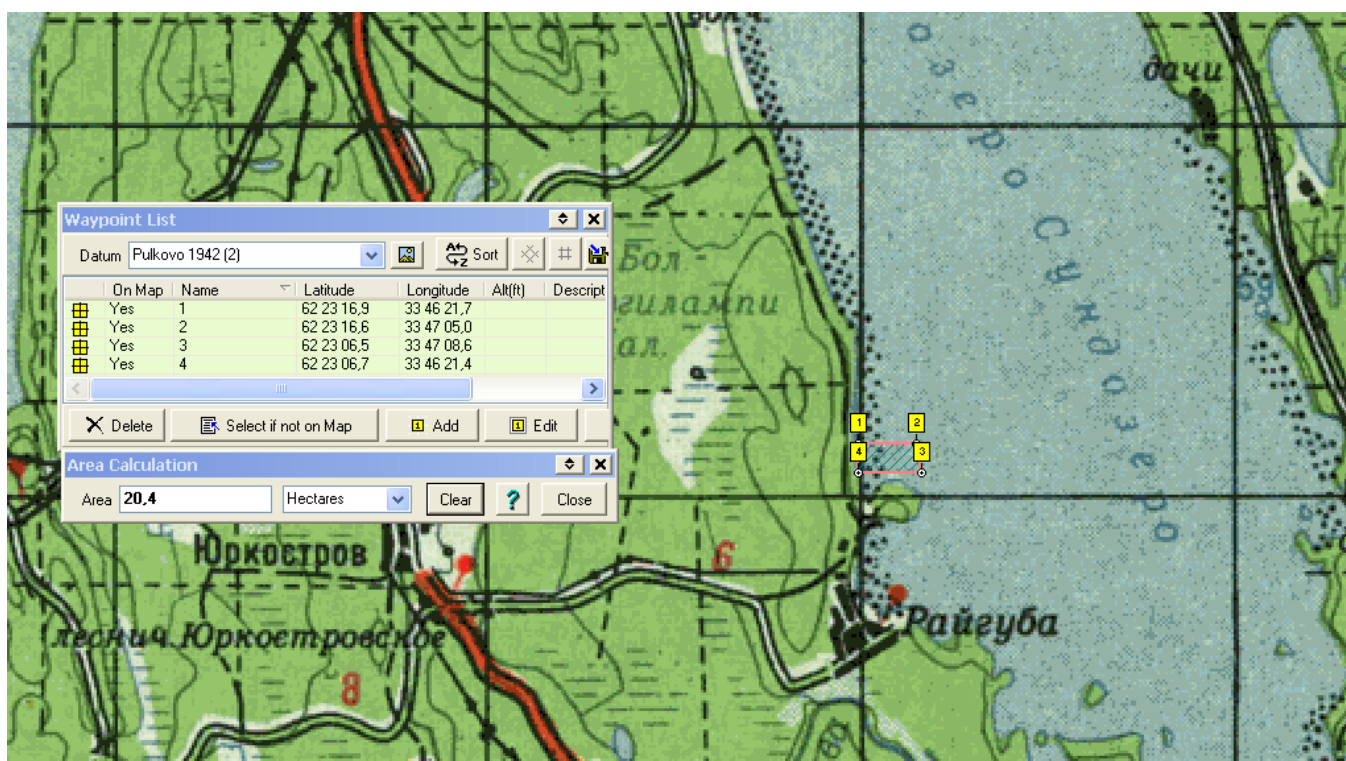 дачи
озеро Сундозеро
Waypoint List
Datum Pulkovo 1942 (2) Sort
On Map Name Latitude Longitude Alt(ft) Descript
Yes 1 62 23 16,9 33 46 21,7
Yes 2 62 23 16,6 33 47 05,0
Yes 3 62 23 06,5 33 47 08,6
Yes 4 62 23 06,7 33 46 21,4
Delete Select if not on Map Add Edit
Бол.
1 2
4 3
Area Calculation
Area 20,4 Hectares Clear ? Close
Юркостров
6
Райгуба
леснич. Юркостровское
8
80